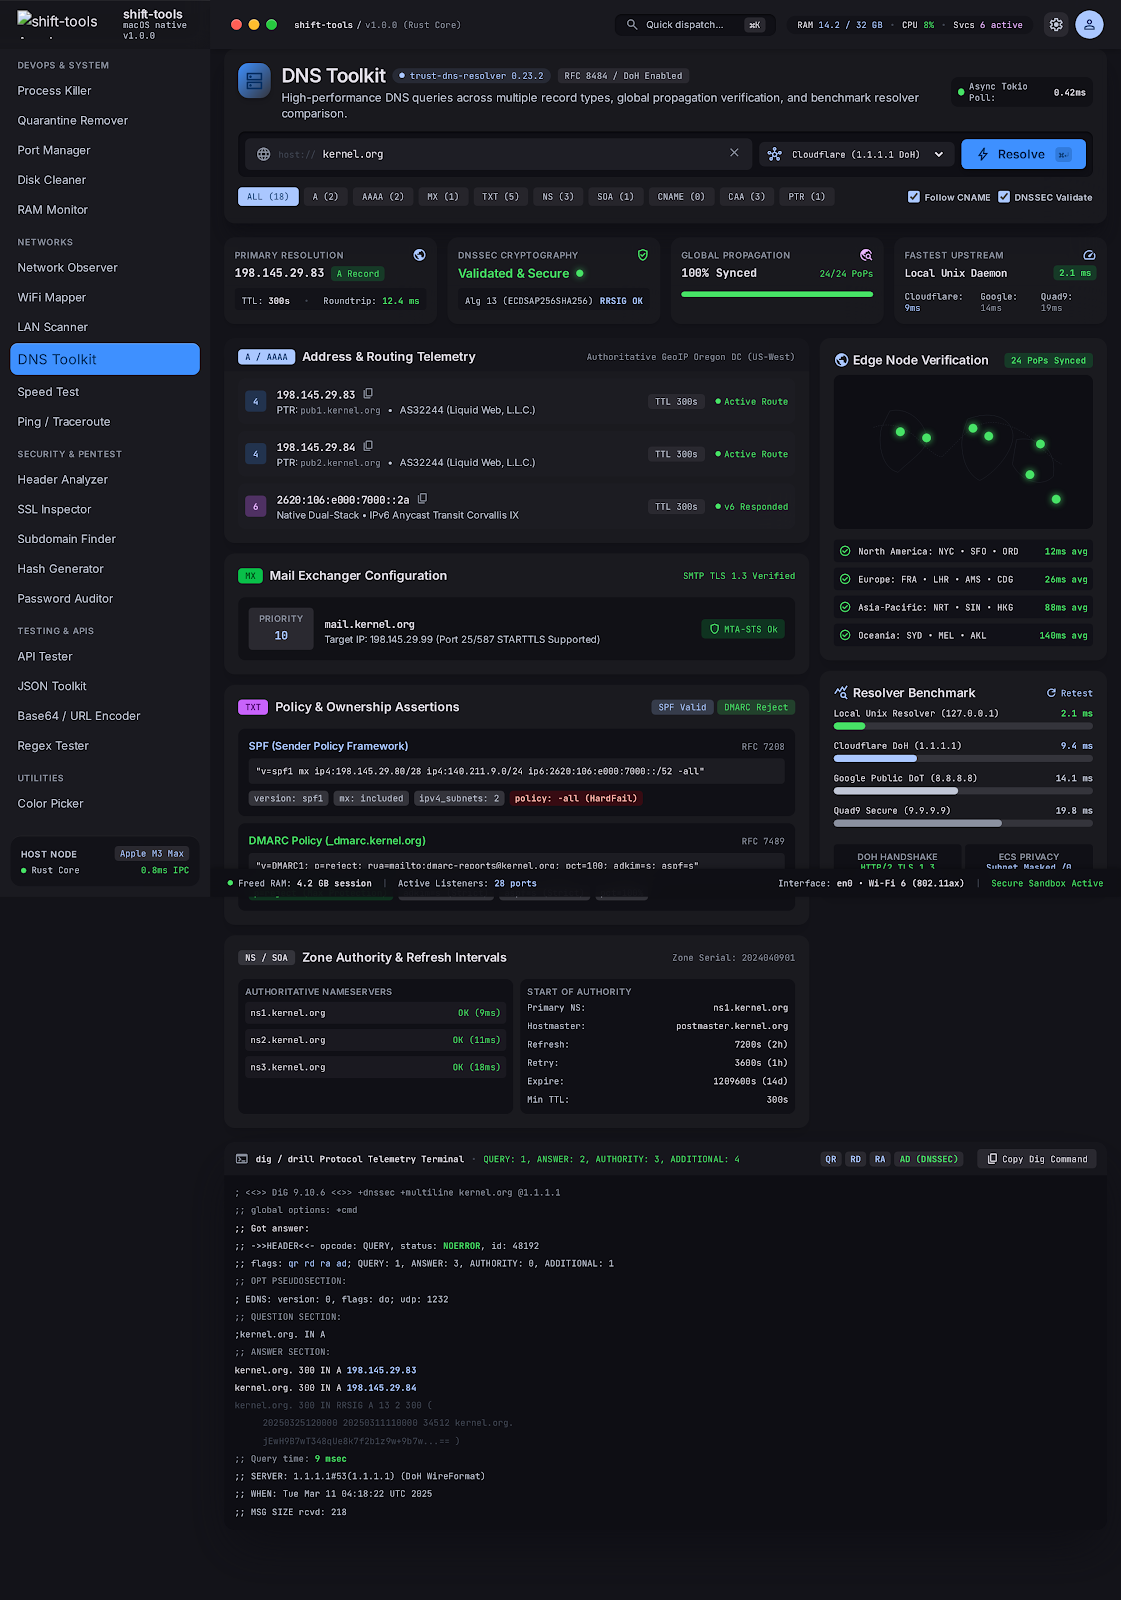 shift-tools
shift-tools
macOS native
v1.0.0
DEVOPS & SYSTEM
Process Killer
Quarantine Remover
Port Manager
Disk Cleaner
RAM Monitor
NETWORKS
Network Observer
WiFi Mapper
LAN Scanner
DNS Toolkit
Speed Test
Ping / Traceroute
SECURITY & PENTEST
Header Analyzer
SSL Inspector
Subdomain Finder
Hash Generator
Password Auditor
TESTING & APIS
API Tester
JSON Toolkit
Base64 / URL Encoder
Regex Tester
UTILITIES
Color Picker
HOST NODE Apple M3 Max
Rust Core 0.8ms IPC
shift-tools / v1.0.0 (Rust Core)
Quick dispatch... ⌘K
RAM 14.2 / 32 GB · CPU 8% · Svcs 6 active
DNS Toolkit trust-dns-resolver 0.23.2 RFC 8484 / DoH Enabled
High-performance DNS queries across multiple record types, global propagation verification, and benchmark resolver
comparison.
Async Tokio
Poll: 0.42ms
host:// kernel.org
Cloudflare (1.1.1.1 DoH)
Resolve ⌘↵
ALL (18) A (2) AAAA (2) MX (1) TXT (5) NS (3) SOA (1) CNAME (0) CAA (3) PTR (1)
Follow CNAME DNSSEC Validate
PRIMARY RESOLUTION
198.145.29.83 A Record
TTL: 300s · Roundtrip: 12.4 ms
DNSSEC CRYPTOGRAPHY
Validated & Secure
Alg 13 (ECDSAP256SHA256) RRSIG OK
GLOBAL PROPAGATION
100% Synced 24/24 PoPs
FASTEST UPSTREAM
Local Unix Daemon 2.1 ms
Cloudflare: Google: Quad9:
9ms 14ms 19ms
A / AAAA Address & Routing Telemetry Authoritative GeoIP Oregon DC (US-West)
4 198.145.29.83
PTR: pub1.kernel.org • AS32244 (Liquid Web, L.L.C.)
TTL 300s Active Route
4 198.145.29.84
PTR: pub2.kernel.org • AS32244 (Liquid Web, L.L.C.)
TTL 300s Active Route
6 2620:106:e000:7000::2a
Native Dual-Stack • IPv6 Anycast Transit Corvallis IX
TTL 300s v6 Responded
MX Mail Exchanger Configuration SMTP TLS 1.3 Verified
PRIORITY
10
mail.kernel.org
Target IP: 198.145.29.99 (Port 25/587 STARTTLS Supported)
MTA-STS Ok
TXT Policy & Ownership Assertions SPF Valid DMARC Reject
SPF (Sender Policy Framework) RFC 7208
"v=spf1 mx ip4:198.145.29.80/28 ip4:140.211.9.0/24 ip6:2620:106:e000:7000::/52 -all"
version: spf1 mx: included ipv4_subnets: 2 policy: -all (HardFail)
DMARC Policy (_dmarc.kernel.org) RFC 7489
"v=DMARC1; p=reject; rua=mailto:dmarc-reports@kernel.org; pct=100; adkim=s; aspf=s"
Edge Node Verification 24 PoPs Synced
North America: NYC • SFO • ORD 12ms avg
Europe: FRA • LHR • AMS • CDG 26ms avg
Asia-Pacific: NRT • SIN • HKG 88ms avg
Oceania: SYD • MEL • AKL 140ms avg
Resolver Benchmark Retest
Local Unix Resolver (127.0.0.1) 2.1 ms
Cloudflare DoH (1.1.1.1) 9.4 ms
Google Public DoT (8.8.8.8) 14.1 ms
Quad9 Secure (9.9.9.9) 19.8 ms
DOH HANDSHAKE
HTTP/2 TLS 1.3
ECS PRIVACY
Subnet Masked /0
Freed RAM: 4.2 GB session | Active Listeners: 28 ports
Interface: en0 • Wi-Fi 6 (802.11ax) | Secure Sandbox Active
NS / SOA Zone Authority & Refresh Intervals Zone Serial: 2024040901
AUTHORITATIVE NAMESERVERS
ns1.kernel.org OK (9ms)
ns2.kernel.org OK (11ms)
ns3.kernel.org OK (18ms)
START OF AUTHORITY
Primary NS: ns1.kernel.org
Hostmaster: postmaster.kernel.org
Refresh: 7200s (2h)
Retry: 3600s (1h)
Expire: 1209600s (14d)
Min TTL: 300s
dig / drill Protocol Telemetry Terminal · QUERY: 1, ANSWER: 2, AUTHORITY: 3, ADDITIONAL: 4
QR RD RA AD (DNSSEC) Copy Dig Command
; <<>> DiG 9.10.6 <<>> +dnssec +multiline kernel.org @1.1.1.1
;; global options: +cmd
;; Got answer:
;; ->>HEADER<<- opcode: QUERY, status: NOERROR, id: 48192
;; flags: qr rd ra ad; QUERY: 1, ANSWER: 3, AUTHORITY: 0, ADDITIONAL: 1
;; OPT PSEUDOSECTION:
; EDNS: version: 0, flags: do; udp: 1232
;; QUESTION SECTION:
;kernel.org. IN A
;; ANSWER SECTION:
kernel.org. 300 IN A 198.145.29.83
kernel.org. 300 IN A 198.145.29.84
kernel.org. 300 IN RRSIG A 13 2 300 (
20250325120000 20250311110000 34512 kernel.org.
jEwH9B7wT348qUe8k7f2b1z9w+9b7w...== )
;; Query time: 9 msec
;; SERVER: 1.1.1.1#53(1.1.1.1) (DoH WireFormat)
;; WHEN: Tue Mar 11 04:18:22 UTC 2025
;; MSG SIZE rcvd: 218